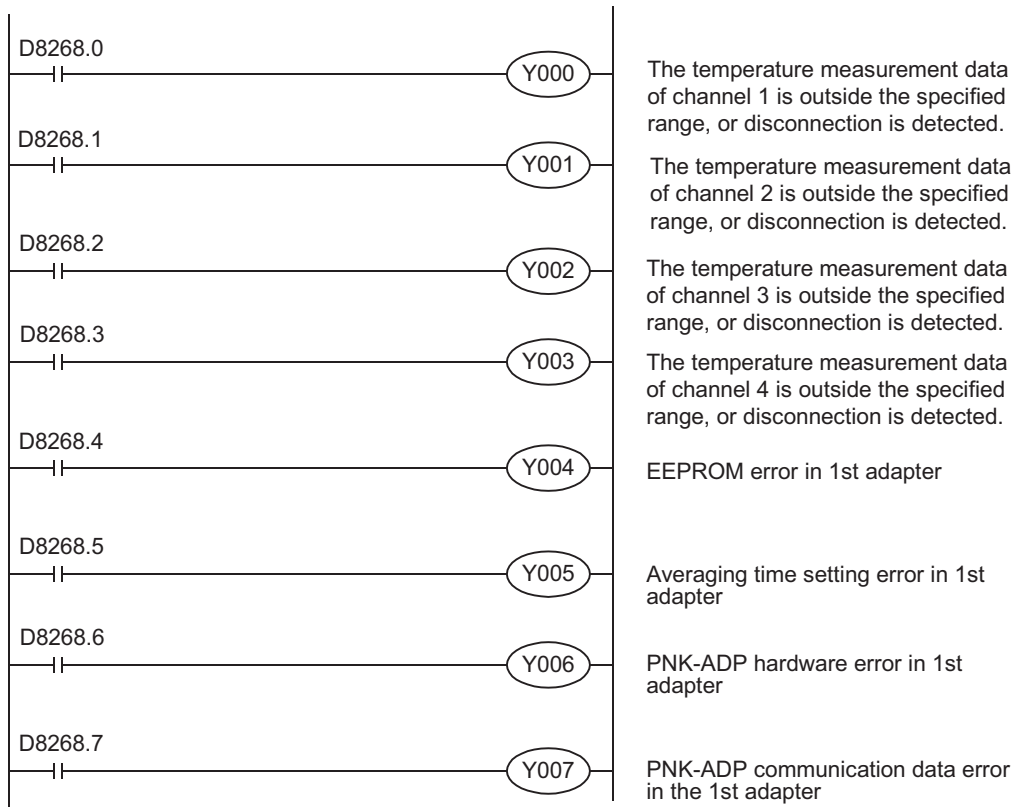 D8268.0
Y000
The temperature measurement data
of channel 1 is outside the specified
range, or disconnection is detected.
D8268.1
Y001
The temperature measurement data
of channel 2 is outside the specified
range, or disconnection is detected.
D8268.2
Y002
The temperature measurement data
of channel 3 is outside the specified
range, or disconnection is detected.
D8268.3
Y003
The temperature measurement data
of channel 4 is outside the specified
range, or disconnection is detected.
D8268.4
Y004
EEPROM error in 1st adapter
D8268.5
Y005
Averaging time setting error in 1st
adapter
D8268.6
Y006
PNK-ADP hardware error in 1st
adapter
D8268.7
Y007
PNK-ADP communication data error
in the 1st adapter